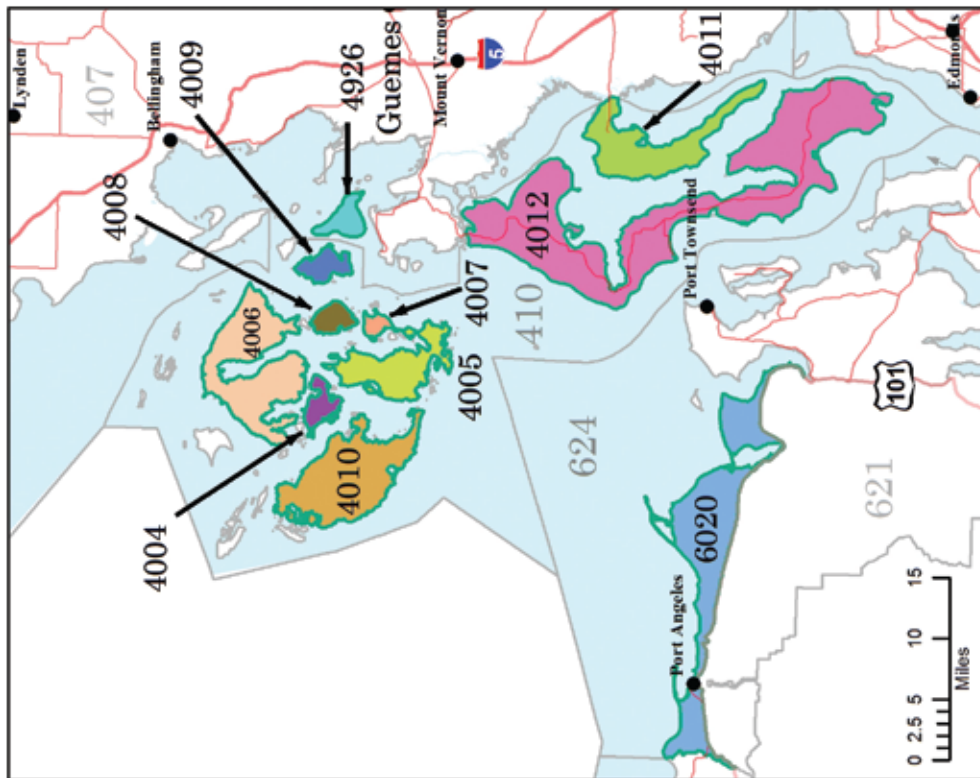 Lynden
407
Bellingham
4009
4926
Guemes
Mount Vernon
5
4011
Edmonds
4008
4012
4006
4007
410
Port Townsend
4005
101
4004
4010
624
6020
621
Port Angeles
0 2.5 5 10 15
Miles